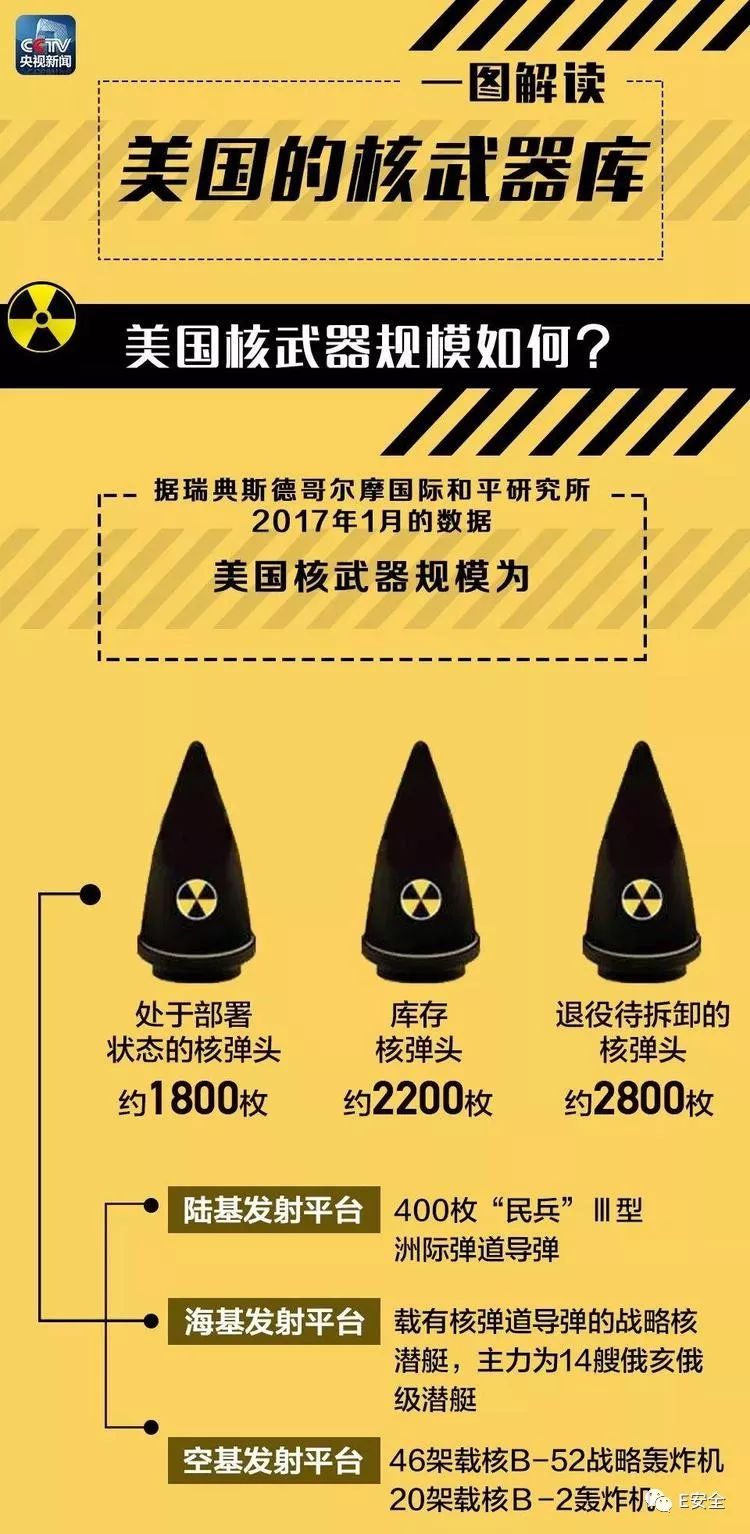 CCTV
央视新闻
一图解读
美国的核武器库
美国核武器规模如何?
据瑞典斯德哥尔摩国际和平研究所
2017年1月的数据
美国核武器规模为
处于部署
状态的核弹头
约1800枚
库存
核弹头
约2200枚
退役待拆卸的
核弹头
约2800枚
陆基发射平台
400枚“民兵”Ⅲ型
洲际弹道导弹
海基发射平台
载有核弹道导弹的战略核
潜艇，主力为14艘俄亥俄
级潜艇
空基发射平台
46架载核B-52战略轰炸机
20架载核B-2轰炸机
E安全